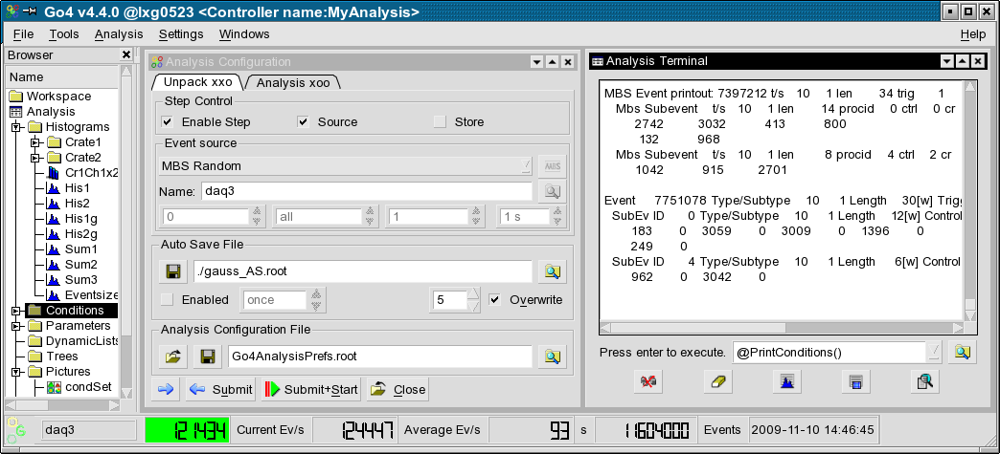 Go4 v4.4.0 @lxg0523 <Controller name:MyAnalysis>
File Tools Analysis Settings Windows Help
Browser
Name
Workspace
Analysis
Histograms
Crate1
Crate2
Cr1Ch1x2
His1
His2
His1g
His2g
Sum1
Sum2
Sum3
Eventsize
Conditions
Parameters
DynamicLists
Trees
Pictures
condSet
Analysis Configuration
Unpack xxo Analysis xoo
Step Control
Enable Step Source Store
Event source
MBS Random
Name: daq3
0 all 1 1 s
Auto Save File
./gauss_AS.root
Enabled once 5 Overwrite
Analysis Configuration File
Go4AnalysisPrefs.root
Submit Submit+Start Close
Analysis Terminal
MBS Event printout: 7397212 t/s 10 1 len 34 trig 1
Mbs Subevent t/s 10 1 len 14 procid 0 ctrl 0 cr
2742 3032 413 800
132 968
Mbs Subevent t/s 10 1 len 8 procid 4 ctrl 2 cr
1042 915 2701
Event 7751078 Type/Subtype 10 1 Length 30[w] Trig
SubEv ID 0 Type/Subtype 10 1 Length 12[w] Control
183 0 3059 0 3009 0 1396 0
249 0
SubEv ID 4 Type/Subtype 10 1 Length 6[w] Control
962 0 3042 0
Press enter to execute. @PrintConditions()
daq3 121434 Current Ev/s 124447 Average Ev/s 93 s 11604000 Events 2009-11-10 14:46:45